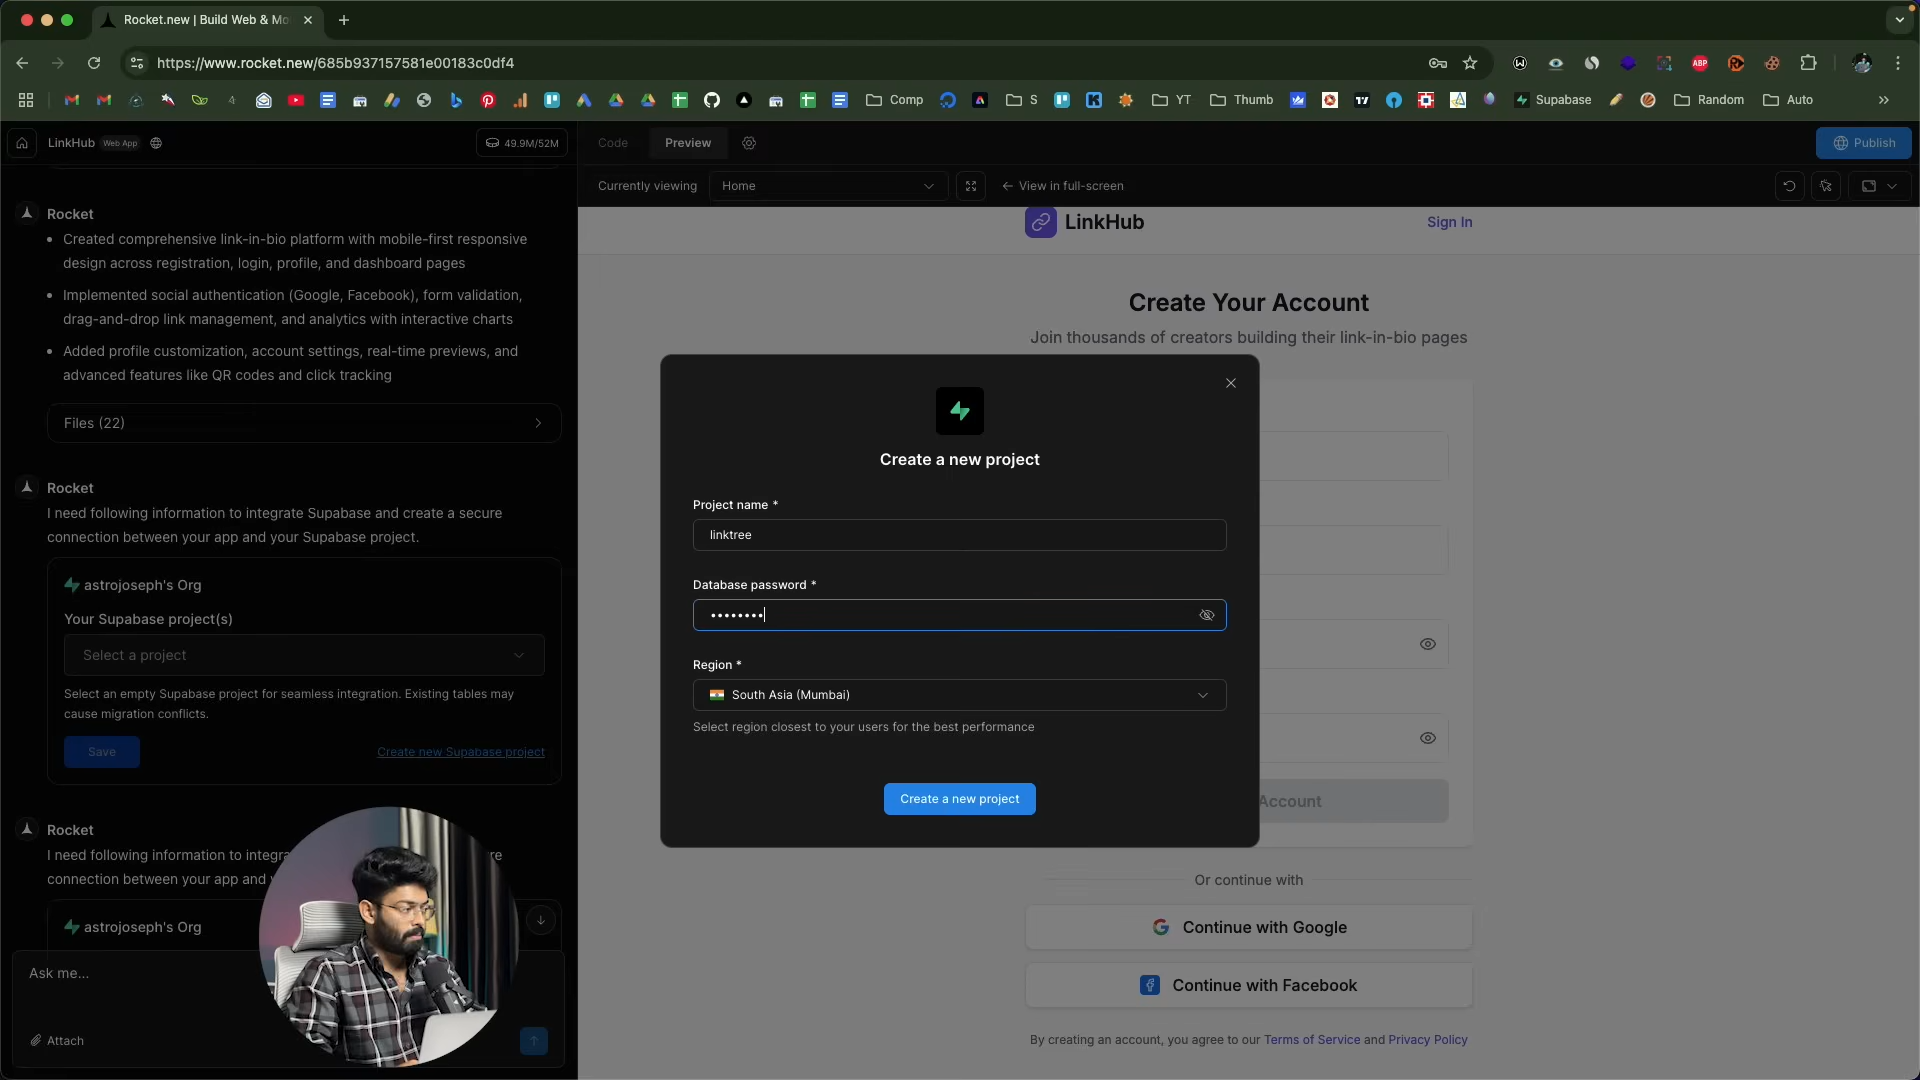 Rocket.new | Build Web & Mo
https://www.rocket.new/685b937157581e00183c0df4
ABP
Comp
S
YT
Thumb
17
Supabase
Random
Auto
LinkHub
Web App
49.9M/52M
Code
Preview
Publish
Currently viewing
Home
View in full-screen
Rocket
Created comprehensive link-in-bio platform with mobile-first responsive
design across registration, login, profile, and dashboard pages
Implemented social authentication (Google, Facebook), form validation,
drag-and-drop link management, and analytics with interactive charts
Added profile customization, account settings, real-time previews, and
advanced features like QR codes and click tracking
Files (22)
Rocket
I need following information to integrate Supabase and create a secure
connection between your app and your Supabase project.
astrojoseph's Org
Your Supabase project(s)
Select a project
Select an empty Supabase project for seamless integration. Existing tables may
cause migration conflicts.
Save
Create new Supabase project
Rocket
I need following information to integra
re
connection between your app and
astrojoseph's Org
Ask me...
Attach
LinkHub
Sign In
Create Your Account
Join thousands of creators building their link-in-bio pages
Create a new project
Project name *
linktree
Database password *
••••••••
Region *
South Asia (Mumbai)
Select region closest to your users for the best performance
Create a new project
Account
Or continue with
Continue with Google
Continue with Facebook
By creating an account, you agree to our Terms of Service and Privacy Policy